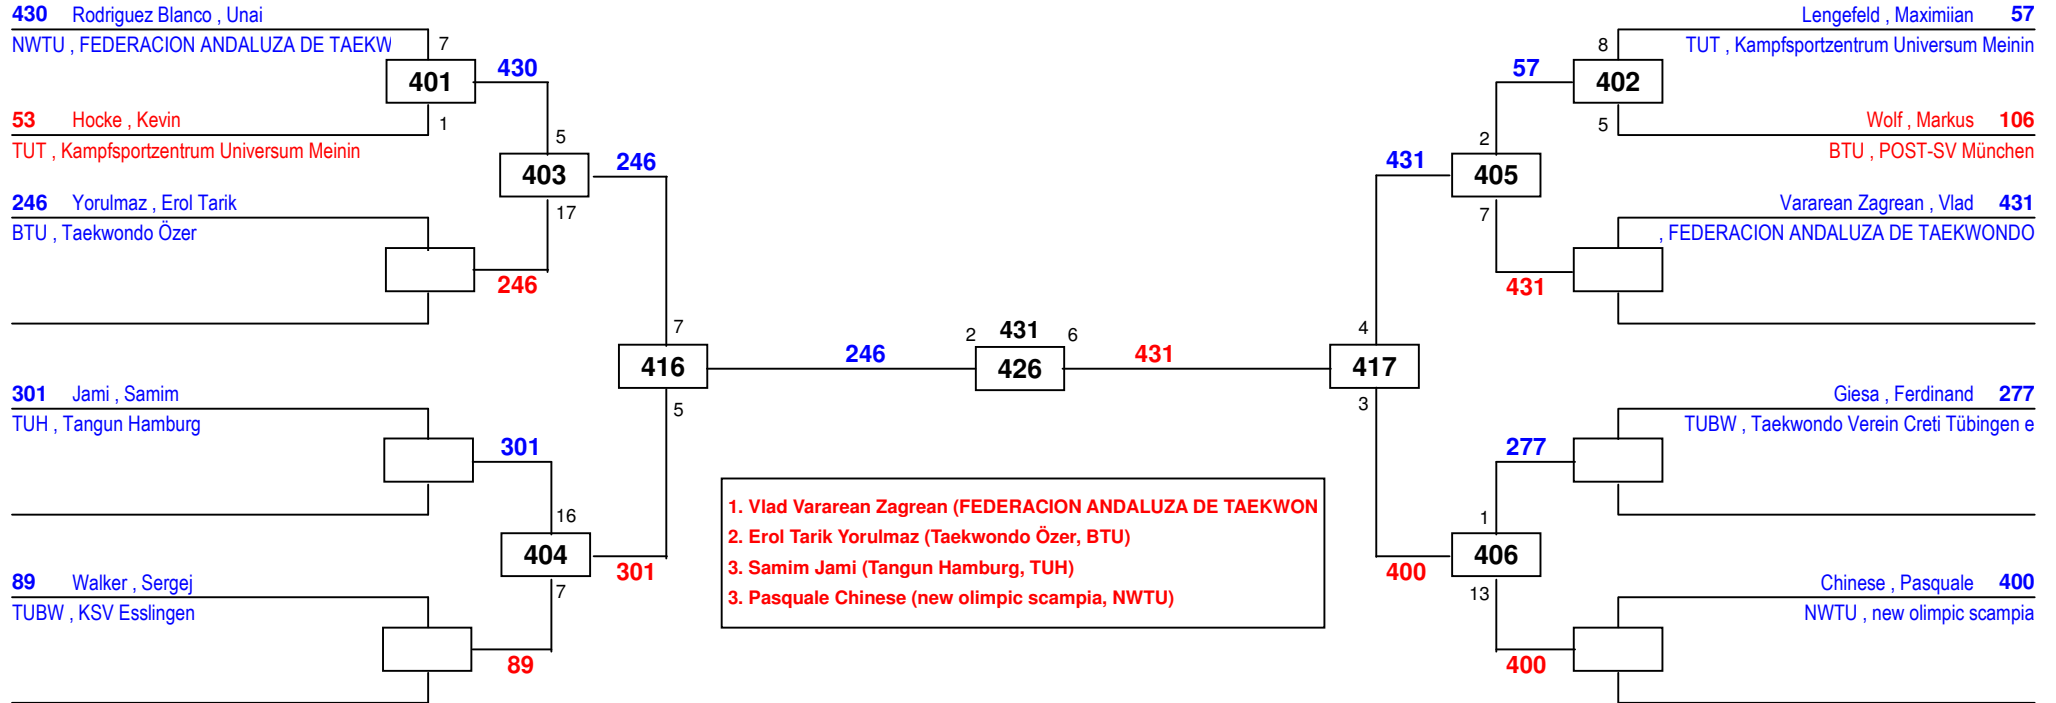 430 Rodriguez Blanco , Unai
NWTU , FEDERACION ANDALUZA DE TAEKW
7
401
430
1
53 Hocke , Kevin
TUT , Kampfsportzentrum Universum Meinin
5
403
246
17
246 Yorulmaz , Erol Tarik
BTU , Taekwondo Özer
246
7
416
246
5
301 Jami , Samim
TUH , Tangun Hamburg
301
16
404
301
7
89 Walker , Sergej
TUBW , KSV Esslingen
89
2 431 6
426
431
1. Vlad Vararean Zagrean (FEDERACION ANDALUZA DE TAEKWON
2. Erol Tarik Yorulmaz (Taekwondo Özer, BTU)
3. Samim Jami (Tangun Hamburg, TUH)
3. Pasquale Chinese (new olimpic scampia, NWTU)
Lengefeld , Maximiian 57
TUT , Kampfsportzentrum Universum Meinin
8
57
402
5
Wolf , Markus 106
BTU , POST-SV München
2
431
405
7
Vararean Zagrean , Vlad 431
, FEDERACION ANDALUZA DE TAEKWONDO
431
4
417
3
Giesa , Ferdinand 277
TUBW , Taekwondo Verein Creti Tübingen e
277
1
406
400
13
Chinese , Pasquale 400
NWTU , new olimpic scampia
400